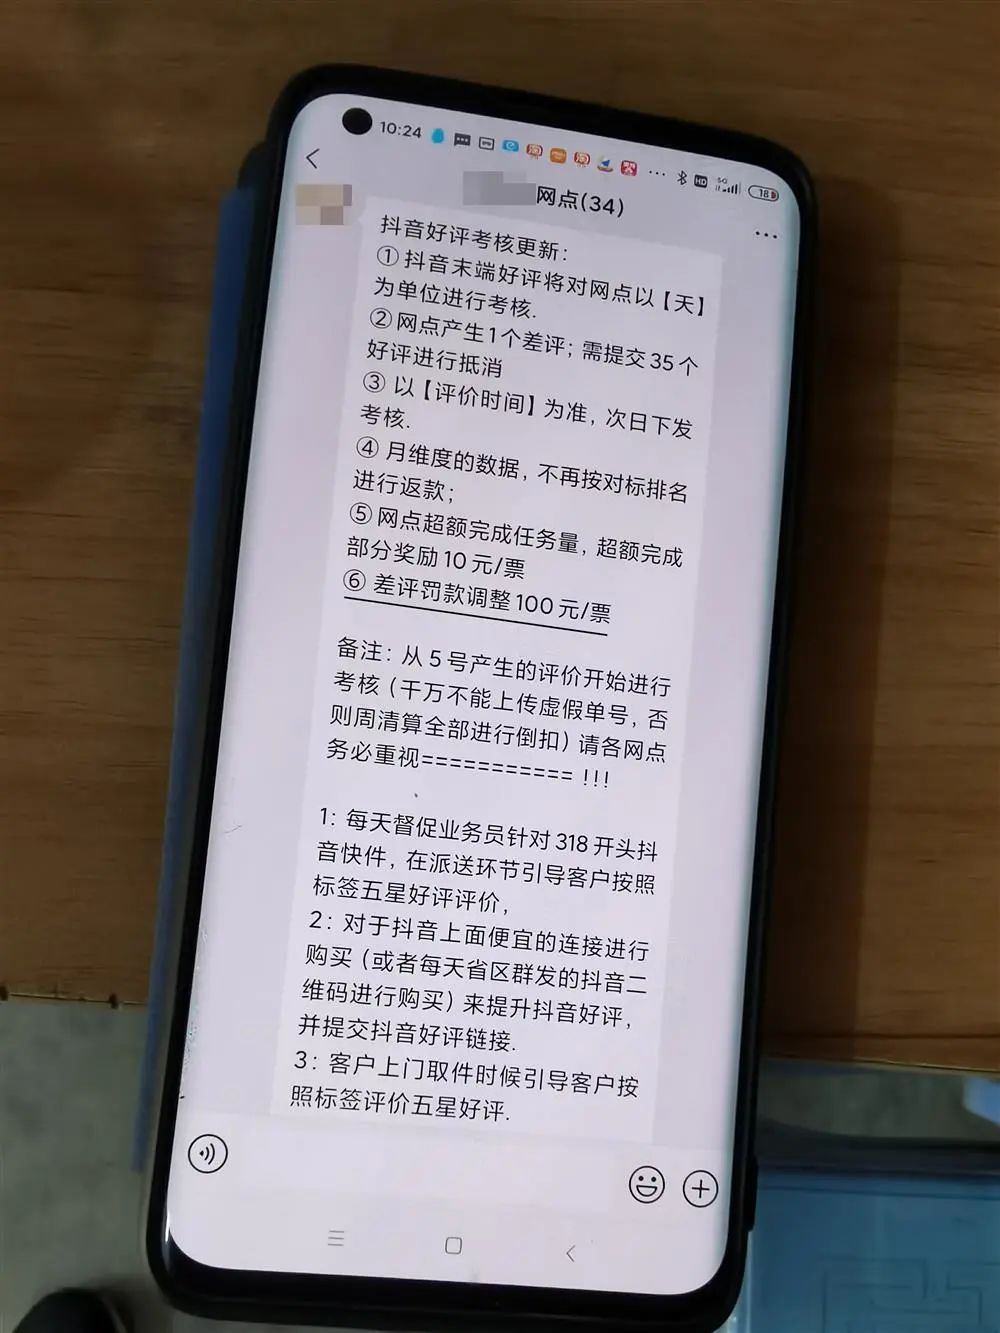 10:24
HD
5G
18
网点(34)
抖音好评考核更新：
① 抖音末端好评将对网点以【天】
为单位进行考核.
② 网点产生1个差评；需提交35个
好评进行抵消
③ 以【评价时间】为准，次日下发
考核.
④ 月维度的数据，不再按对标排名
进行返款；
⑤ 网点超额完成任务量，超额完成
部分奖励10元/票
⑥ 差评罚款调整100元/票
备注：从5号产生的评价开始进行
考核（千万不能上传虚假单号，否
则周清算全部进行倒扣）请各网点
务必重视=========== !!!
1：每天督促业务员针对318开头抖
音快件，在派送环节引导客户按照
标签五星好评评价，
2：对于抖音上面便宜的连接进行
购买（或者每天省区群发的抖音二
维码进行购买）来提升抖音好评，
并提交抖音好评链接.
3：客户上门取件时候引导客户按
照标签评价五星好评.